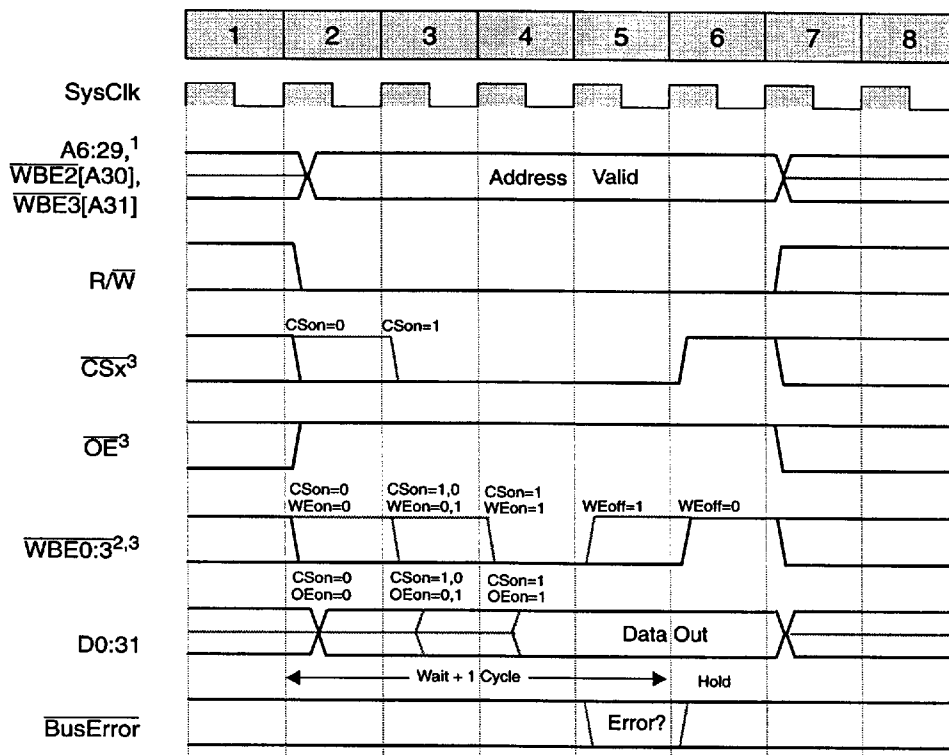 1 2 3 4 5 6 7 8
SysClk
A6:29,1
WBE2[A30],
WBE3[A31]
Address Valid
R/W
CSon=0 CSon=1
CSx3
OE3
CSon=0 CSon=1,0 CSon=1
WEon=0 WEon=0,1 WEon=1 WEoff=1 WEoff=0
WBE0:32,3
CSon=0 CSon=1,0 CSon=1
OEon=0 OEon=0,1 OEon=1
D0:31
Data Out
Wait + 1 Cycle Hold
BusError
Error?